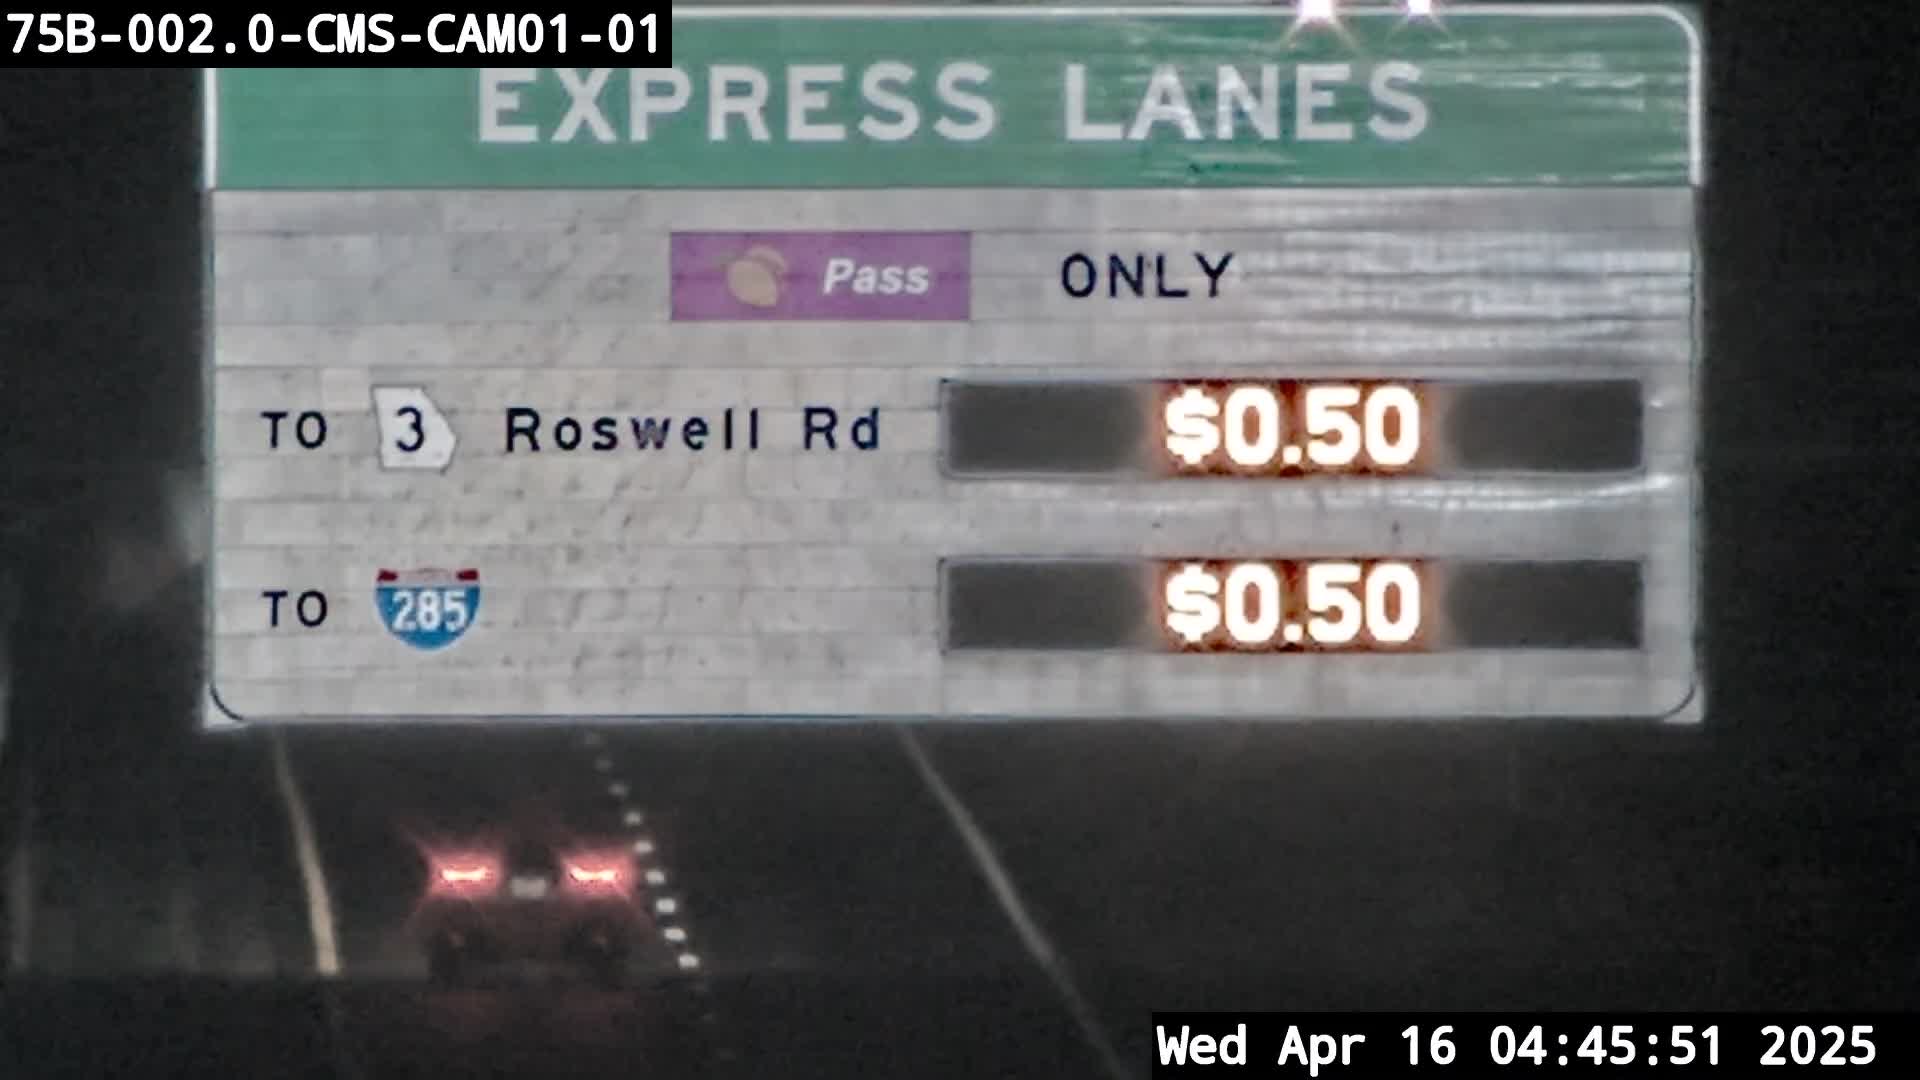 75B-002.0-CMS-CAM01-01
EXPRESS LANES
Pass ONLY
TO 3 Roswell Rd $0.50
TO 285 $0.50
Wed Apr 16 04:45:51 2025